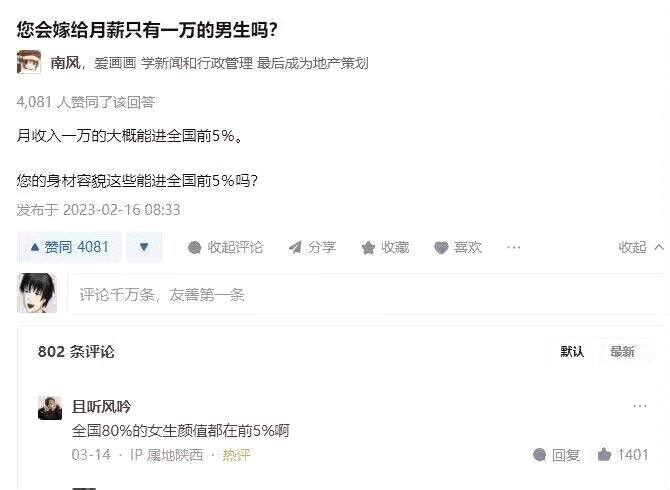 您会嫁给月薪只有一万的男生吗？
南风，爱画画 学新闻和行政管理 最后成为地产策划
4,081 人赞同了该回答
月收入一万的大概能进全国前5%。
您的身材容貌这些能进全国前5%吗?
发布于 2023-02-16 08:33
赞同 4081 收起评论 分享 收藏 喜欢 ··· 收起
评论千万条，友善第一条
802 条评论 默认 最新
且听风吟 ···
全国80%的女生颜值都在前5%啊
03-14 · IP 属地陕西 · 热评 回复 1401